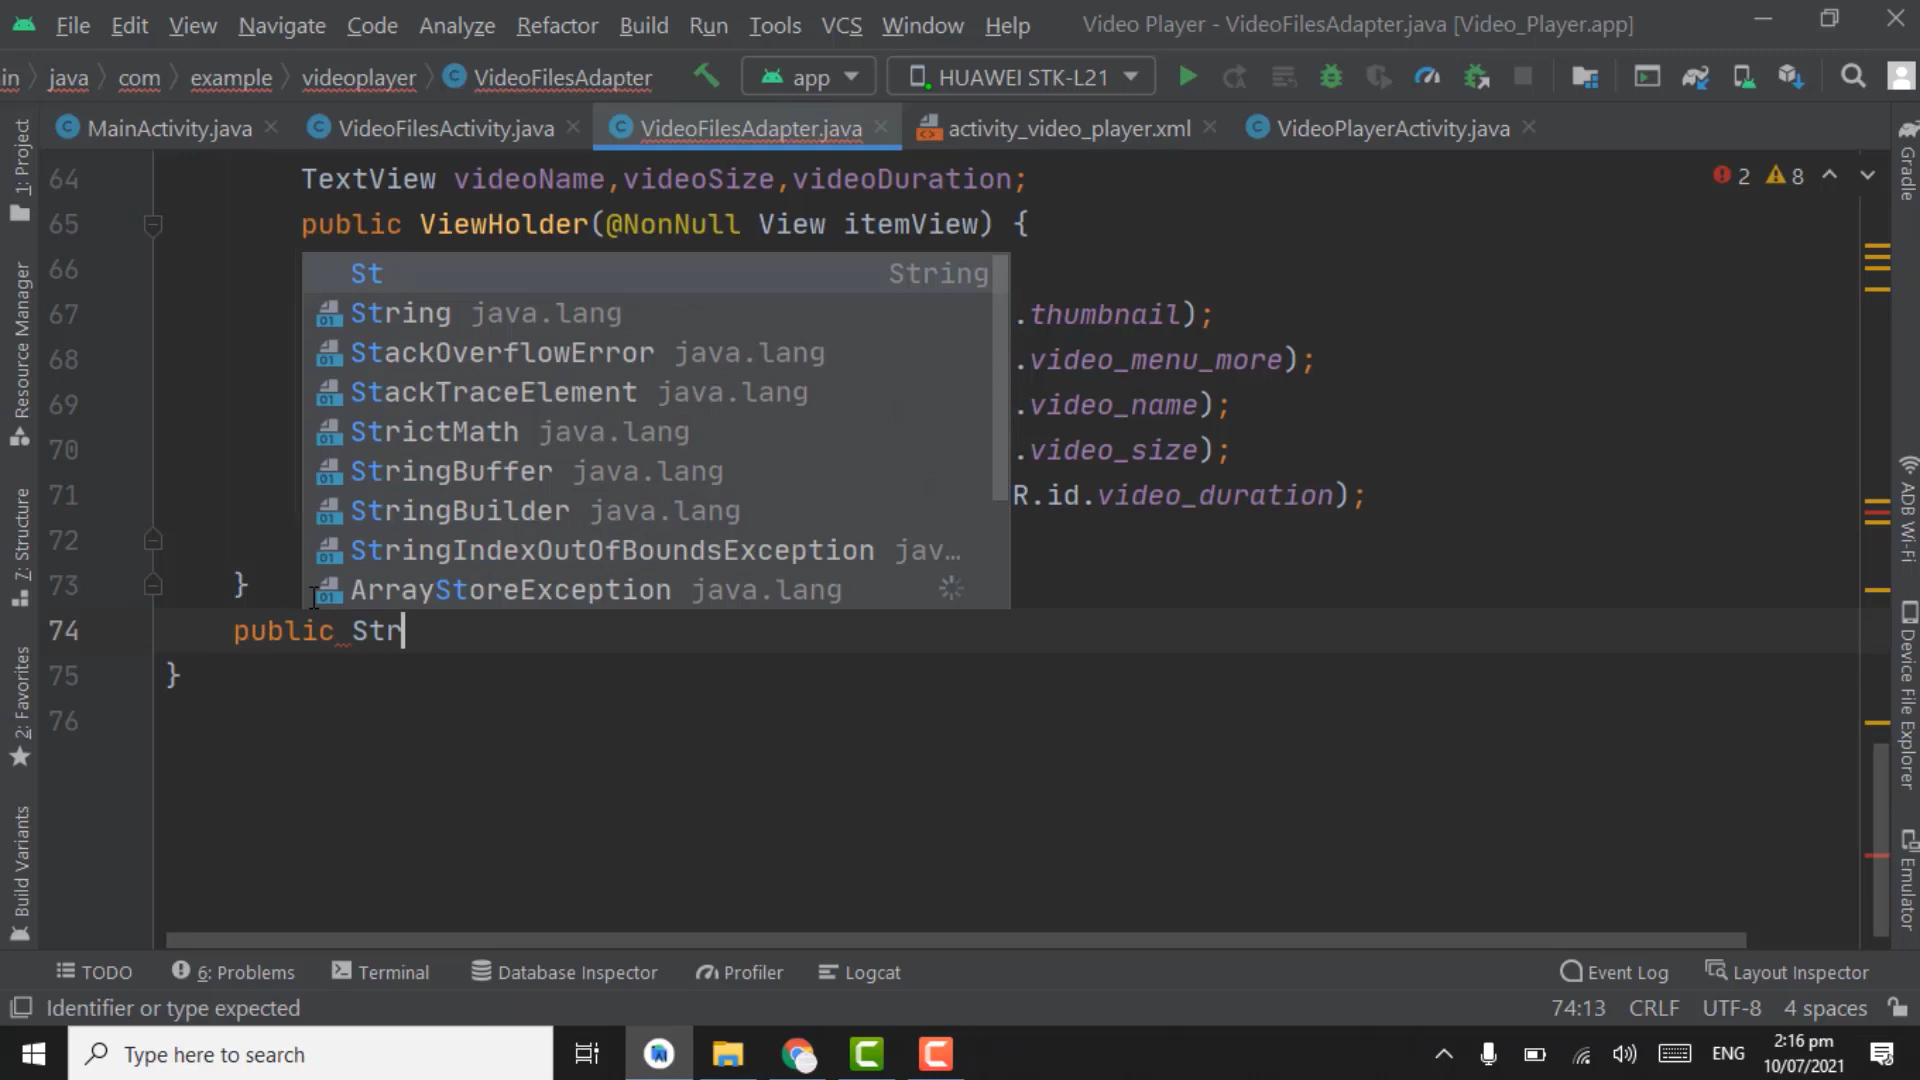 File Edit View Navigate Code Analyze Refactor Build Run Tools VCS Window Help Video Player - VideoFilesAdapter.java [Video_Player.app]
in java com example videoplayer VideoFilesAdapter app HUAWEI STK-L21
MainActivity.java VideoFilesActivity.java VideoFilesAdapter.java activity_video_player.xml VideoPlayerActivity.java
1: Project
Resource Manager
7: Structure
2: Favorites
Build Variants
64 TextView videoName,videoSize,videoDuration; 2 8
65 public ViewHolder(@NonNull View itemView) {
66 St String
67 String java.lang .thumbnail);
68 StackOverflowError java.lang .video_menu_more);
69 StackTraceElement java.lang .video_name);
70 StrictMath java.lang .video_size);
71 StringBuffer java.lang R.id.video_duration);
StringBuilder java.lang
72 StringIndexOutOfBoundsException jav…
73 } ArrayStoreException java.lang
74 public Str
75 }
76
Gradle
ADB Wi-Fi
Device File Explorer
Emulator
TODO 6: Problems Terminal Database Inspector Profiler Logcat Event Log Layout Inspector
Identifier or type expected 74:13 CRLF UTF-8 4 spaces
Type here to search ENG 2:16 pm
10/07/2021